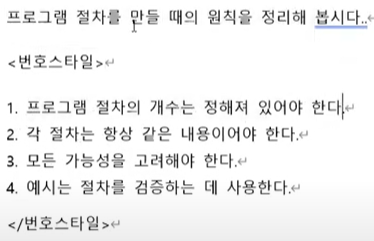 프로그램 절차를 만들 때의 원칙을 정리해 봅시다..
<번호스타일>
1. 프로그램 절차의 개수는 정해져 있어야 한다.
2. 각 절차는 항상 같은 내용이어야 한다.
3. 모든 가능성을 고려해야 한다.
4. 예시는 절차를 검증하는 데 사용한다.
</번호스타일>